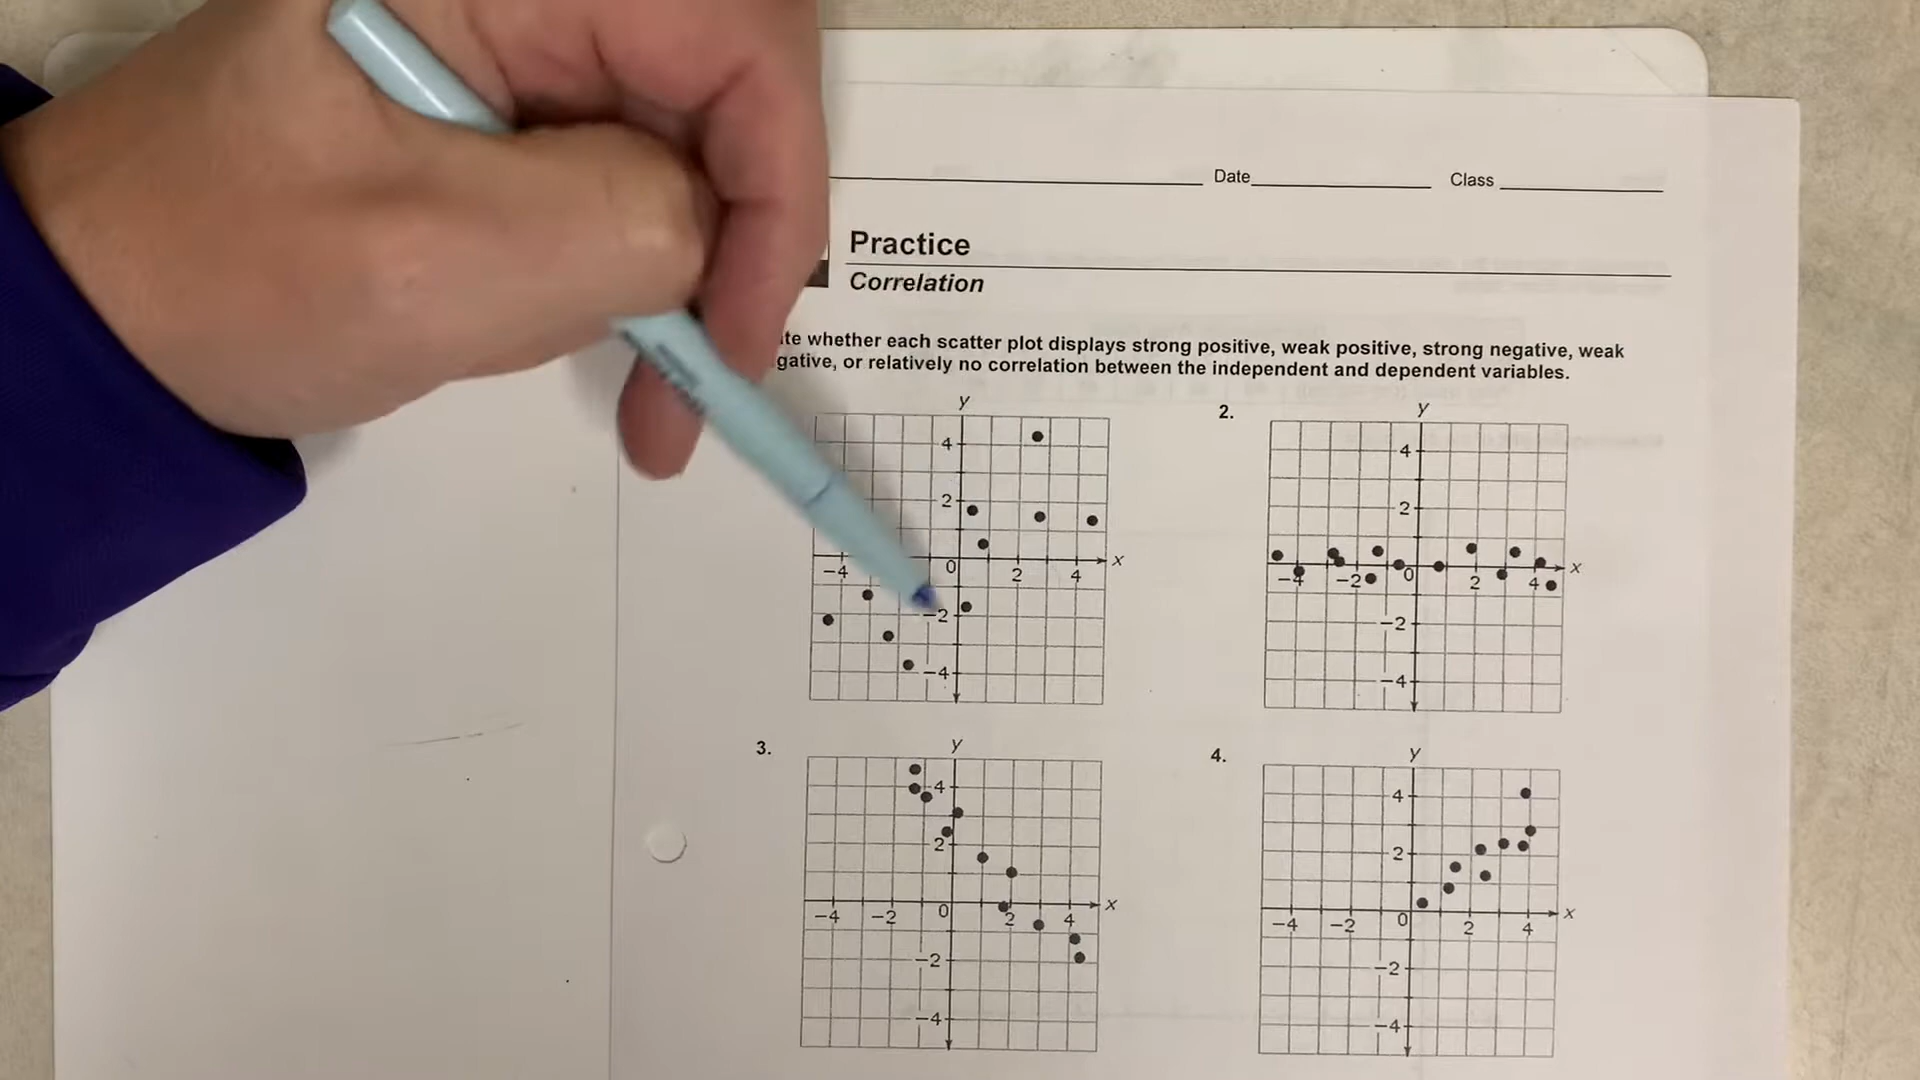 Date Class
Practice
Correlation
whether each scatter plot displays strong positive, weak positive, strong negative, weak
or relatively no correlation between the independent and dependent variables.
y
4
2
−4 0 2 4 x
−2
−4
2.
y
4
2
−4 −2 0 2 4 x
−2
−4
3.
y
4
2
−4 −2 0 2 4 x
−2
−4
4.
y
4
2
−4 −2 0 2 4 x
−2
−4